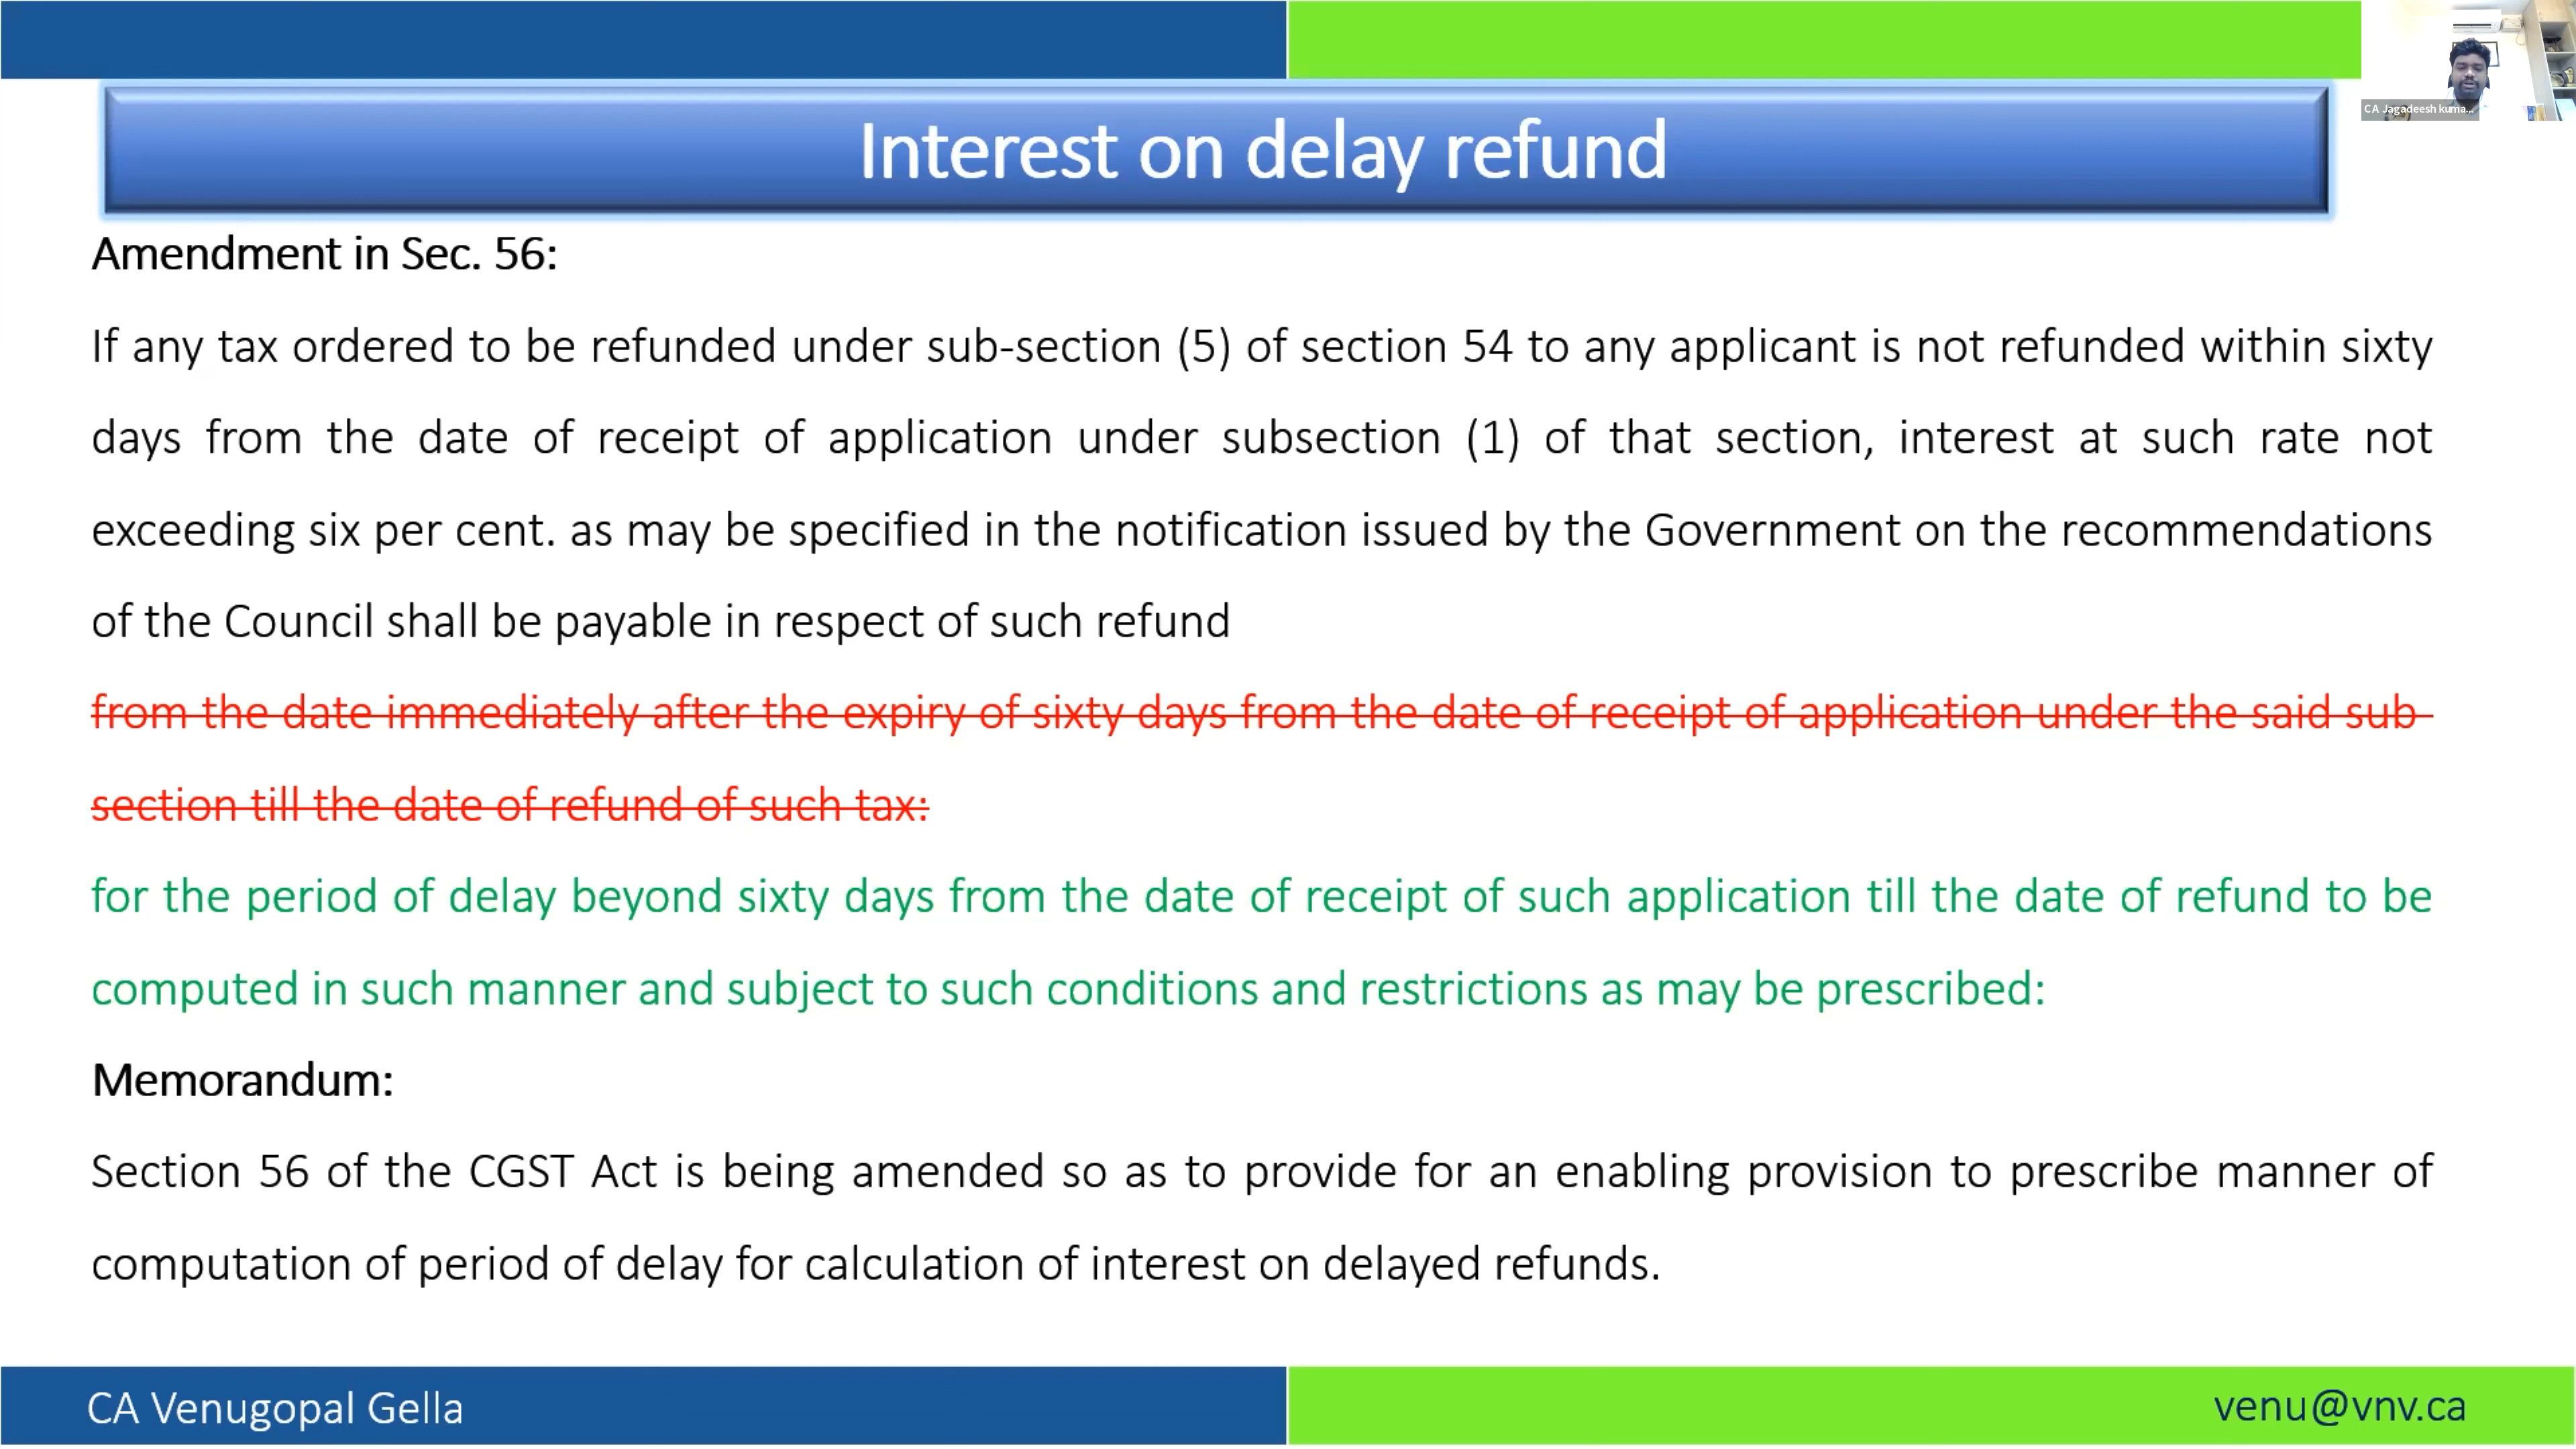 CA Jagadeesh kuma...
Interest on delay refund
Amendment in Sec. 56:
If any tax ordered to be refunded under sub-section (5) of section 54 to any applicant is not refunded within sixty
days from the date of receipt of application under subsection (1) of that section, interest at such rate not
exceeding six per cent. as may be specified in the notification issued by the Government on the recommendations
of the Council shall be payable in respect of such refund
from the date immediately after the expiry of sixty days from the date of receipt of application under the said sub-
section till the date of refund of such tax:
for the period of delay beyond sixty days from the date of receipt of such application till the date of refund to be
computed in such manner and subject to such conditions and restrictions as may be prescribed:
Memorandum:
Section 56 of the CGST Act is being amended so as to provide for an enabling provision to prescribe manner of
computation of period of delay for calculation of interest on delayed refunds.
CA Venugopal Gella
venu@vnv.ca